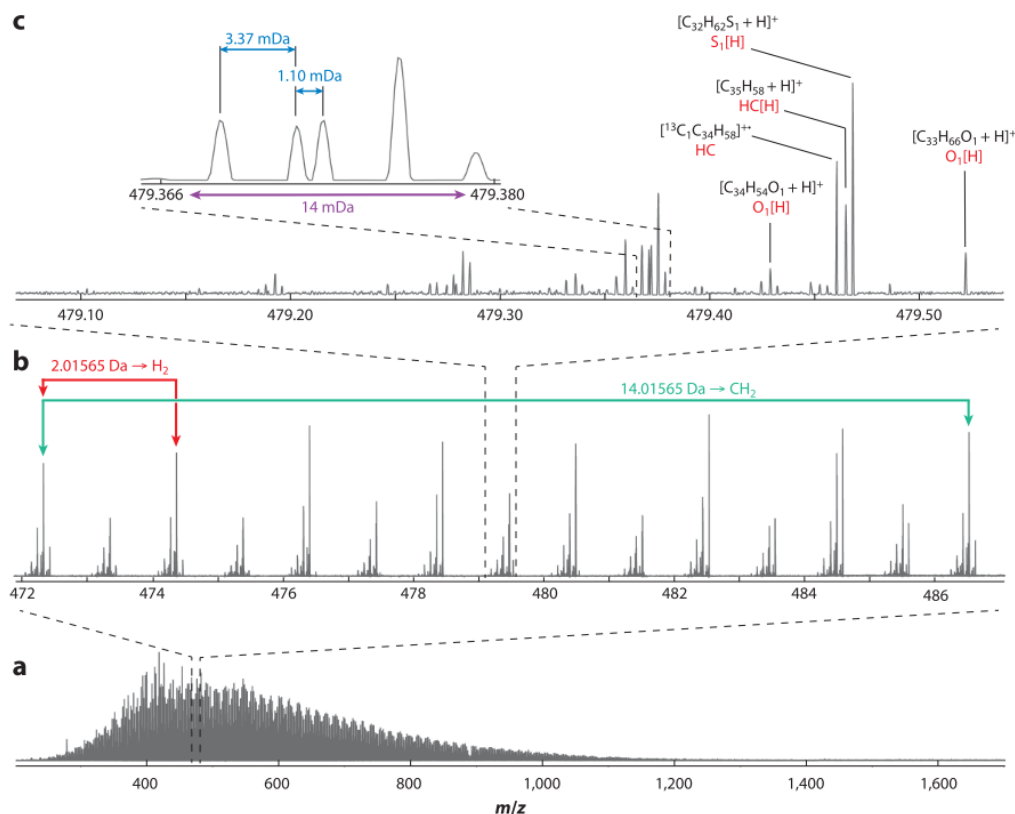 c
3.37 mDa
1.10 mDa
479.366
479.380
14 mDa
[C₃₂H₆₂S₁ + H]⁺
S₁[H]
[C₃₅H₅₈ + H]⁺
HC[H]
[¹³C₁C₃₄H₅₈]⁺•
HC
[C₃₄H₅₄O₁ + H]⁺
O₁[H]
[C₃₃H₆₆O₁ + H]⁺
O₁[H]
479.10 479.20 479.30 479.40 479.50
b
2.01565 Da → H₂
14.01565 Da → CH₂
472 474 476 478 480 482 484 486
a
400 600 800 1,000 1,200 1,400 1,600
m/z